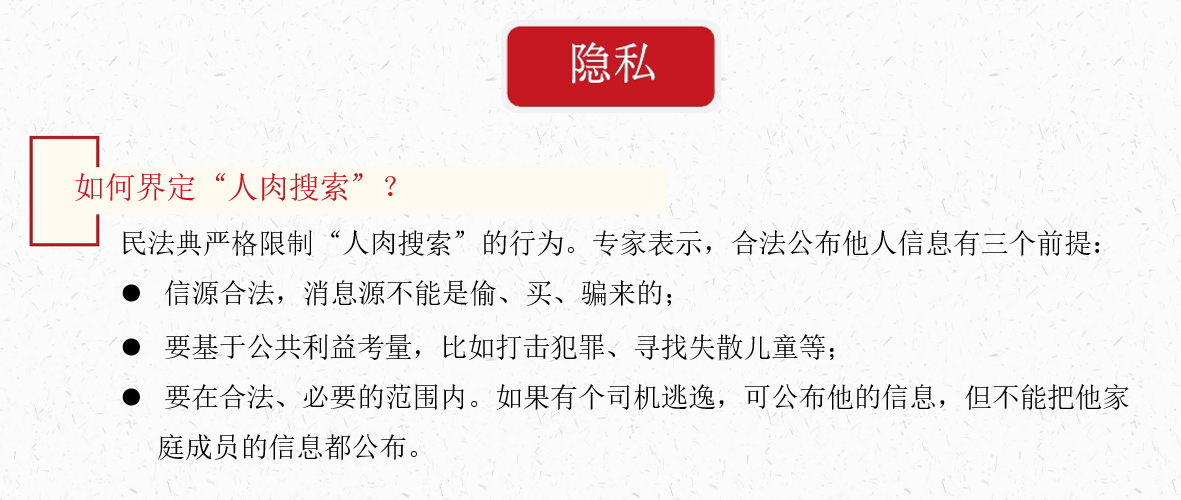 隐私
如何界定“人肉搜索”？
民法典严格限制“人肉搜索”的行为。专家表示，合法公布他人信息有三个前提：
● 信源合法，消息源不能是偷、买、骗来的；
● 要基于公共利益考量，比如打击犯罪、寻找失散儿童等；
● 要在合法、必要的范围内。如果有个司机逃逸，可公布他的信息，但不能把他家
庭成员的信息都公布。